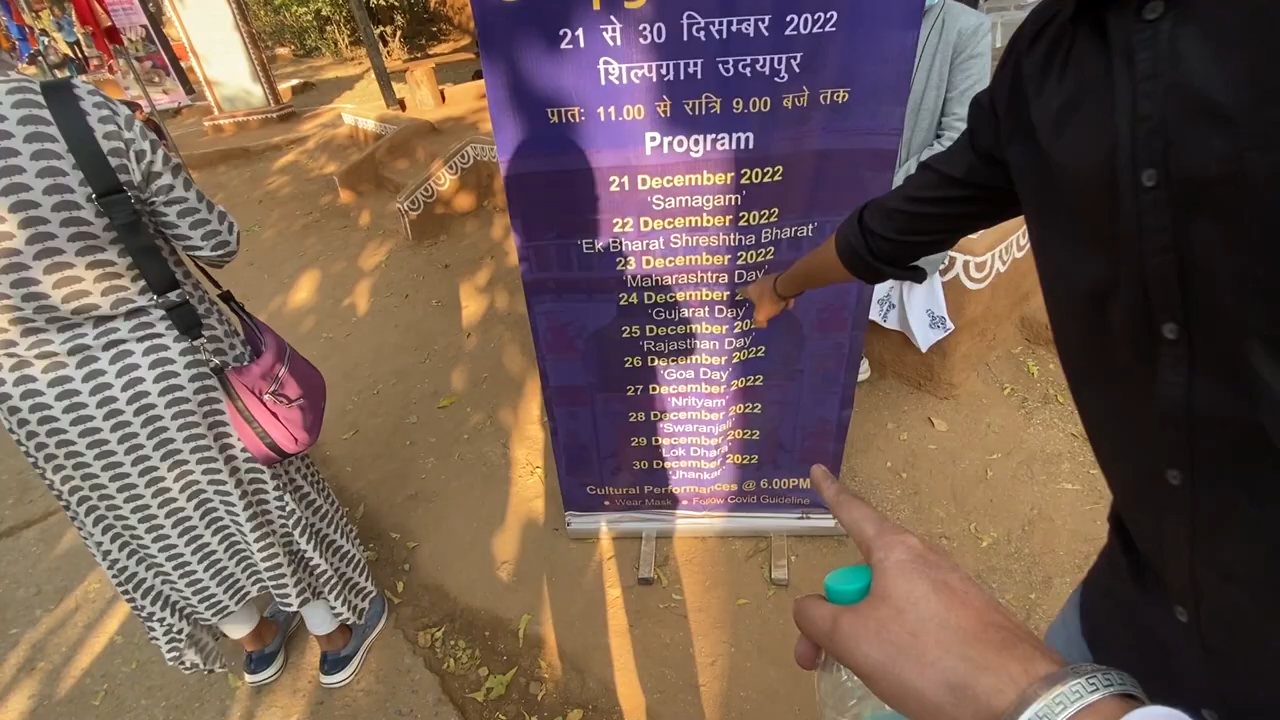 21 से 30 दिसम्बर 2022
शिल्पग्राम उदयपुर
प्रातः 11.00 से रात्रि 9.00 बजे तक
Program
21 December 2022
'Samagam'
22 December 2022
'Ek Bharat Shreshtha Bharat'
23 December 2022
'Maharashtra Day'
24 December 2
'Gujarat Day'
25 December 202
'Rajasthan Day'
26 December 2022
'Goa Day'
27 December 2022
'Nrityam'
28 December 2022
'Swaranjali'
29 December 2022
'Lok Dhara'
30 December 2022
'Jhankar'
Cultural Performances @ 6.00PM
• Wear Mask • Follow Covid Guideline